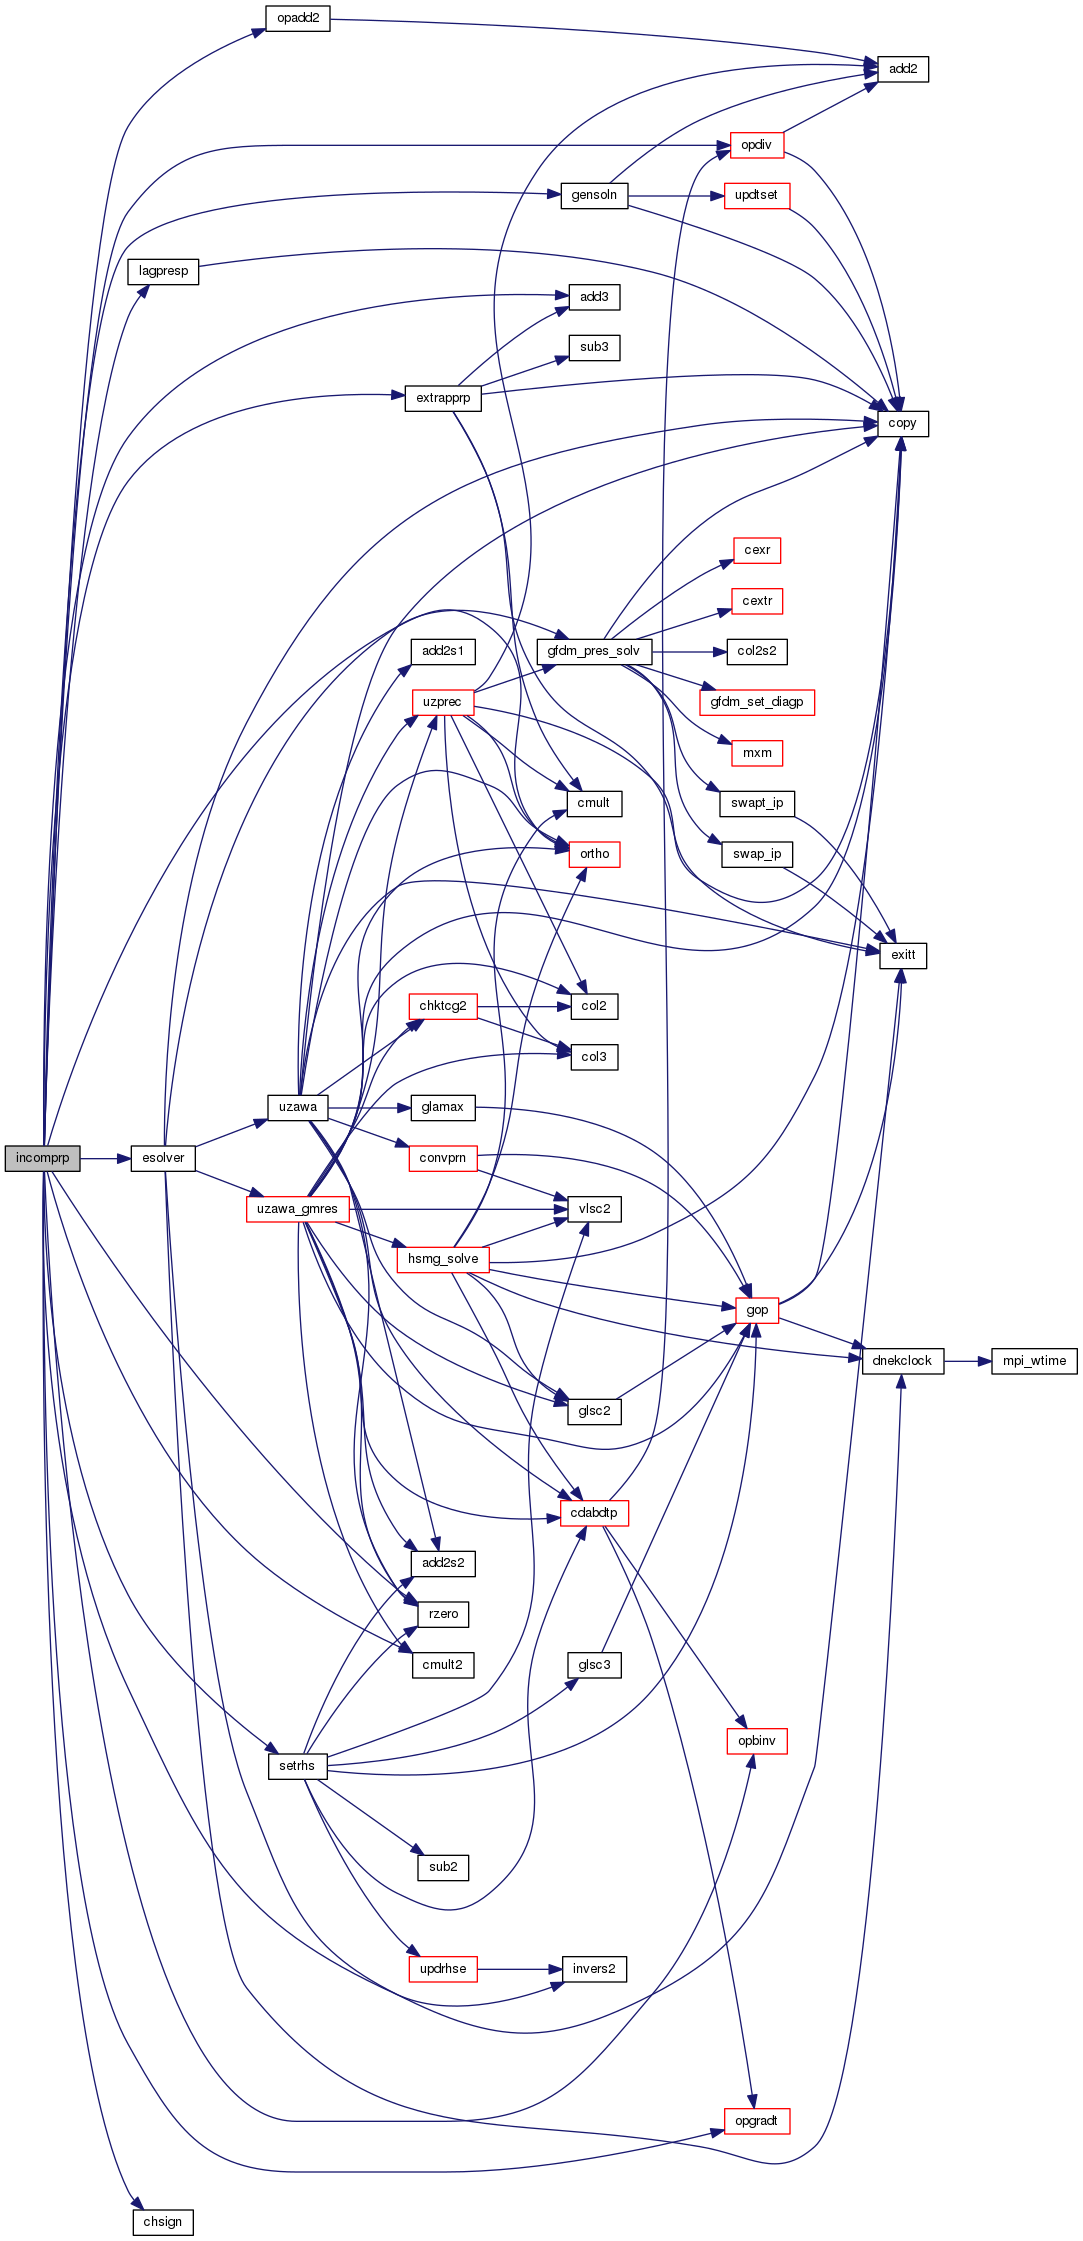 opadd2
add2
opdiv
gensoln
updtset
lagpresp
add3
sub3
extrapprp
copy
cexr
cextr
add2s1
gfdm_pres_solv
col2s2
uzprec
gfdm_set_diagp
mxm
cmult
swapt_ip
ortho
swap_ip
exitt
chktcg2
col2
col3
uzawa
glamax
incomprp
esolver
convprn
uzawa_gmres
vlsc2
hsmg_solve
gop
dnekclock
mpi_wtime
glsc2
cdabdtp
add2s2
rzero
cmult2
glsc3
opbinv
setrhs
sub2
updrhse
invers2
opgradt
chsign